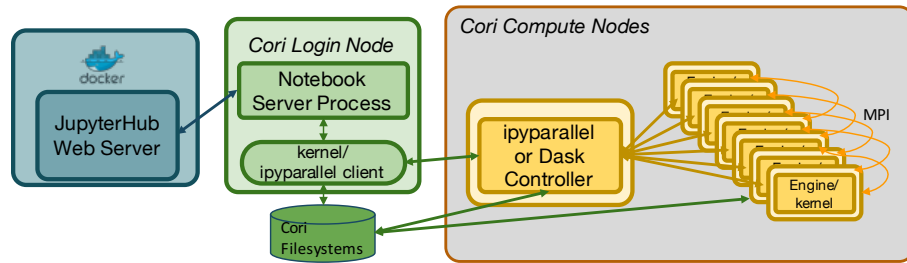 docker
JupyterHub
Web Server
Cori Login Node
Notebook
Server Process
kernel/
ipyparallel client
Cori
Filesystems
Cori Compute Nodes
ipyparallel
or Dask
Controller
MPI
Engine/
kernel